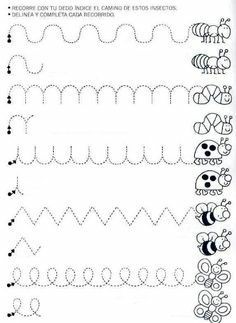 • RECORRE CON TU DEDO ÍNDICE EL CAMINO DE ESTOS INSECTOS.
• DELINEA Y COMPLETA CADA RECORRIDO.